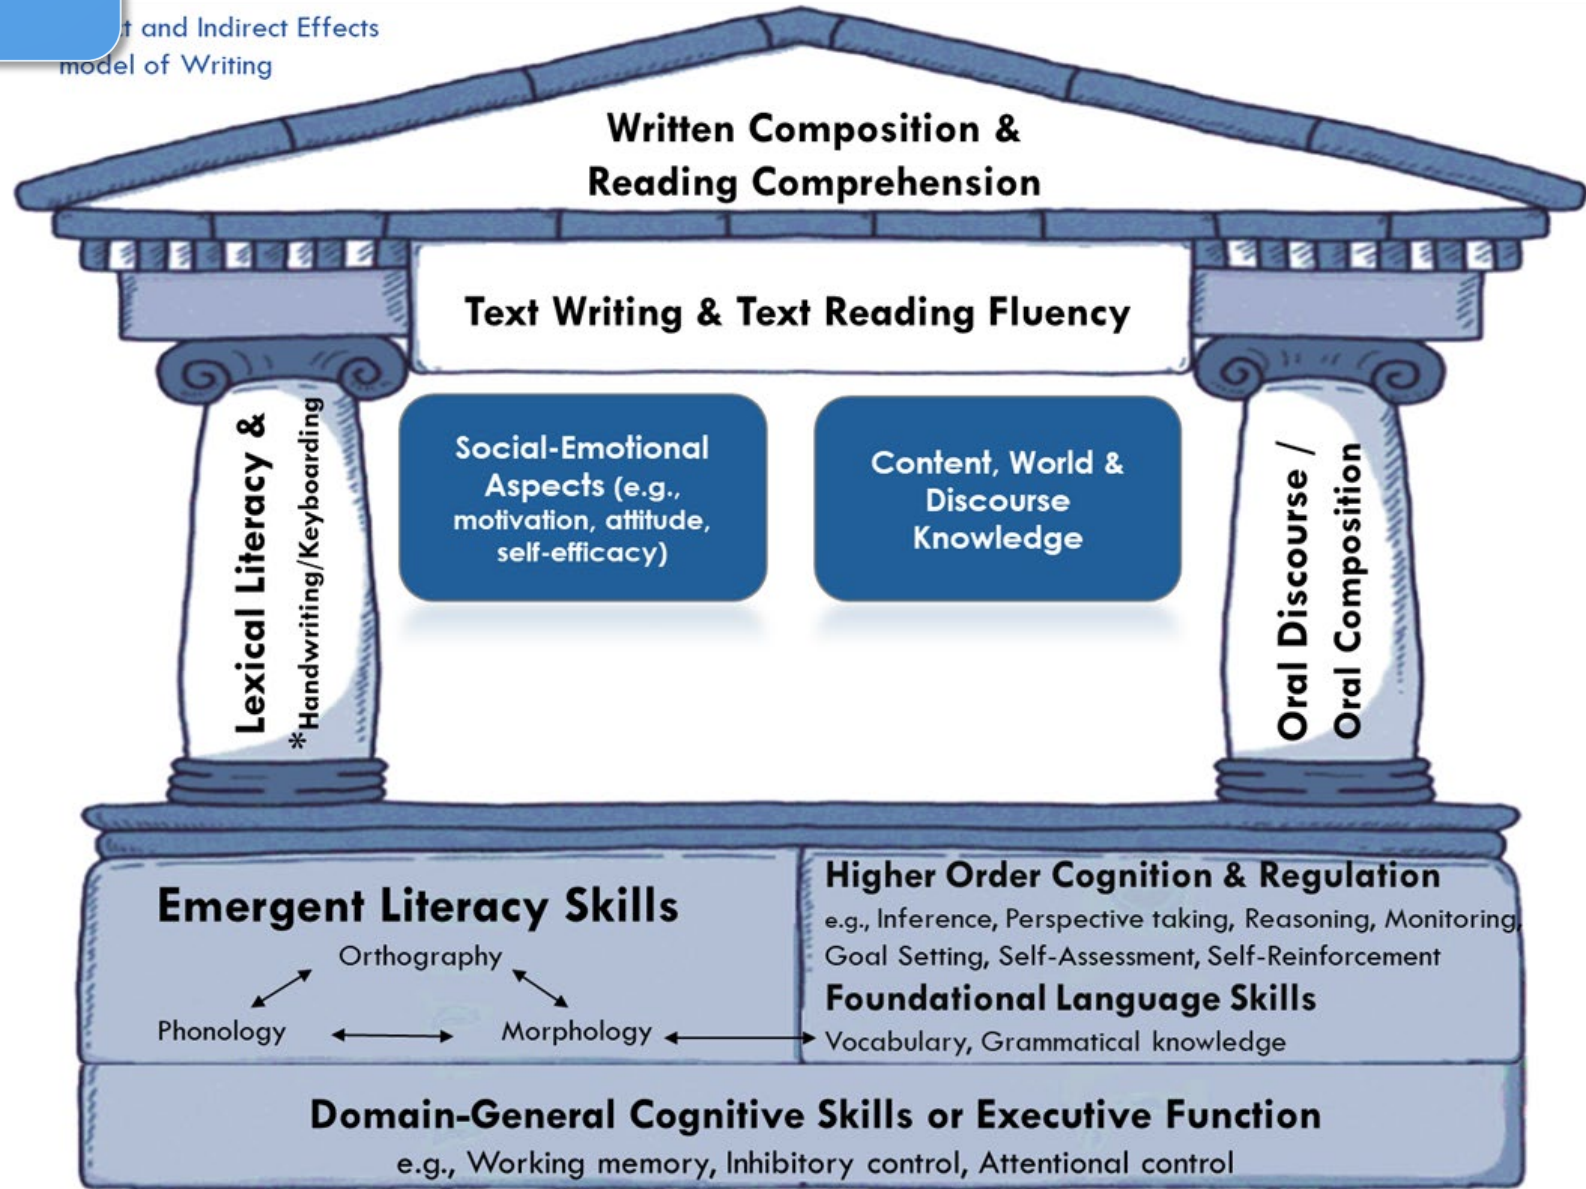 and Indirect Effects
model of Writing
Written Composition &
Reading Comprehension
Text Writing & Text Reading Fluency
Lexical Literacy &
*Handwriting/Keyboarding
Social-Emotional
Aspects (e.g.,
motivation, attitude,
self-efficacy)
Content, World &
Discourse
Knowledge
Oral Discourse /
Oral Composition
Emergent Literacy Skills
Orthography
Phonology
Morphology
Higher Order Cognition & Regulation
e.g., Inference, Perspective taking, Reasoning, Monitoring,
Goal Setting, Self-Assessment, Self-Reinforcement
Foundational Language Skills
Vocabulary, Grammatical knowledge
Domain-General Cognitive Skills or Executive Function
e.g., Working memory, Inhibitory control, Attentional control